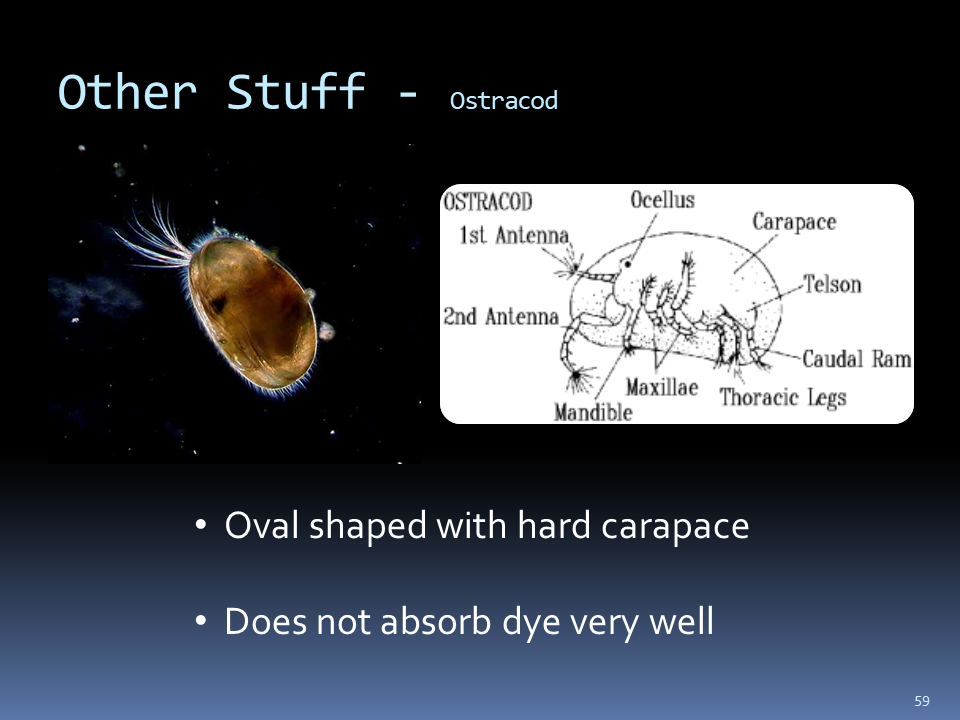 Other Stuff - Ostracod
OSTRACOD
Ocellus
Carapace
1st Antenna
Telson
2nd Antenna
Caudal Ram
Maxillae
Thoracic Legs
Mandible
• Oval shaped with hard carapace
• Does not absorb dye very well
59